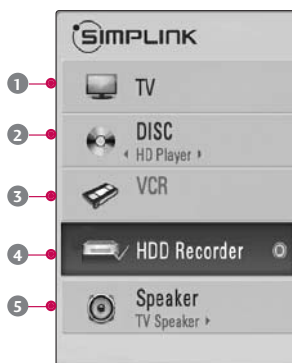 SIMPLINK
1 TV
2 DISC
◀ HD Player ▶
3 VCR
4 HDD Recorder
5 Speaker
TV Speaker ▶